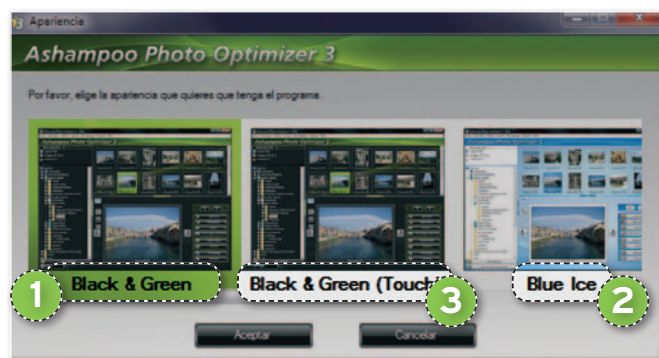 Apariencia
Ashampoo Photo Optimizer 3
Por favor, elige la apariencia que quieres que tenga el programa.
Black & Green
Black & Green (Touch
Blue Ice
1
3
2
Aceptar
Cancelar